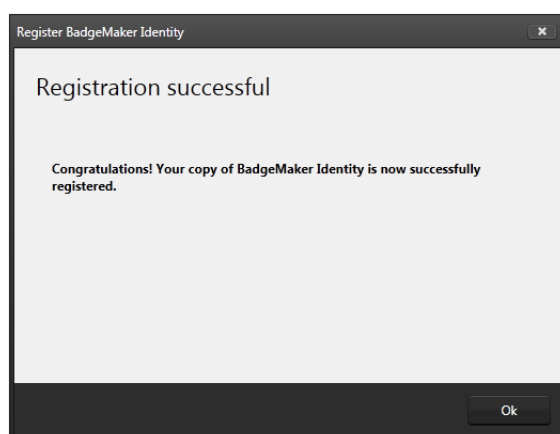 Register BadgeMaker Identity
Registration successful
Congratulations! Your copy of BadgeMaker Identity is now successfully
registered.
Ok